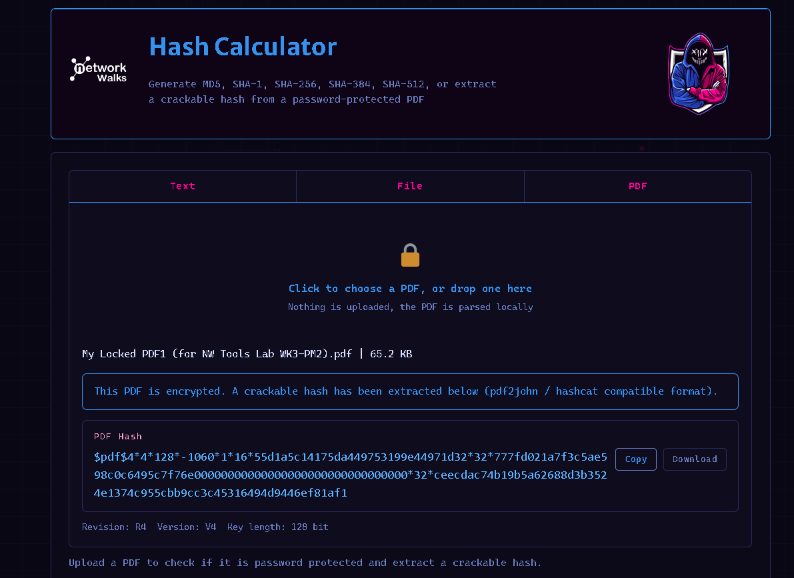 network
walks
Hash Calculator
Generate MD5, SHA-1, SHA-256, SHA-384, SHA-512, or extract
a crackable hash from a password-protected PDF
Text File PDF
Click to choose a PDF, or drop one here
Nothing is uploaded, the PDF is parsed locally
My Locked PDF1 (for NW Tools Lab WK3-PM2).pdf | 65.2 KB
This PDF is encrypted. A crackable hash has been extracted below (pdf2john / hashcat compatible format).
PDF Hash
$pdf$4*4*128*-1060*1*16*55d1a5c14175da449753199e44971d32*32*777fd021a7f3c5ae5
98c0c6495c7f76e00000000000000000000000000000000*32*ceecdac74b19b5a62688d3b352
4e1374c955cbb9cc3c45316494d9446ef81af1
Copy Download
Revision: R4 Version: V4 Key length: 128 bit
Upload a PDF to check if it is password protected and extract a crackable hash.